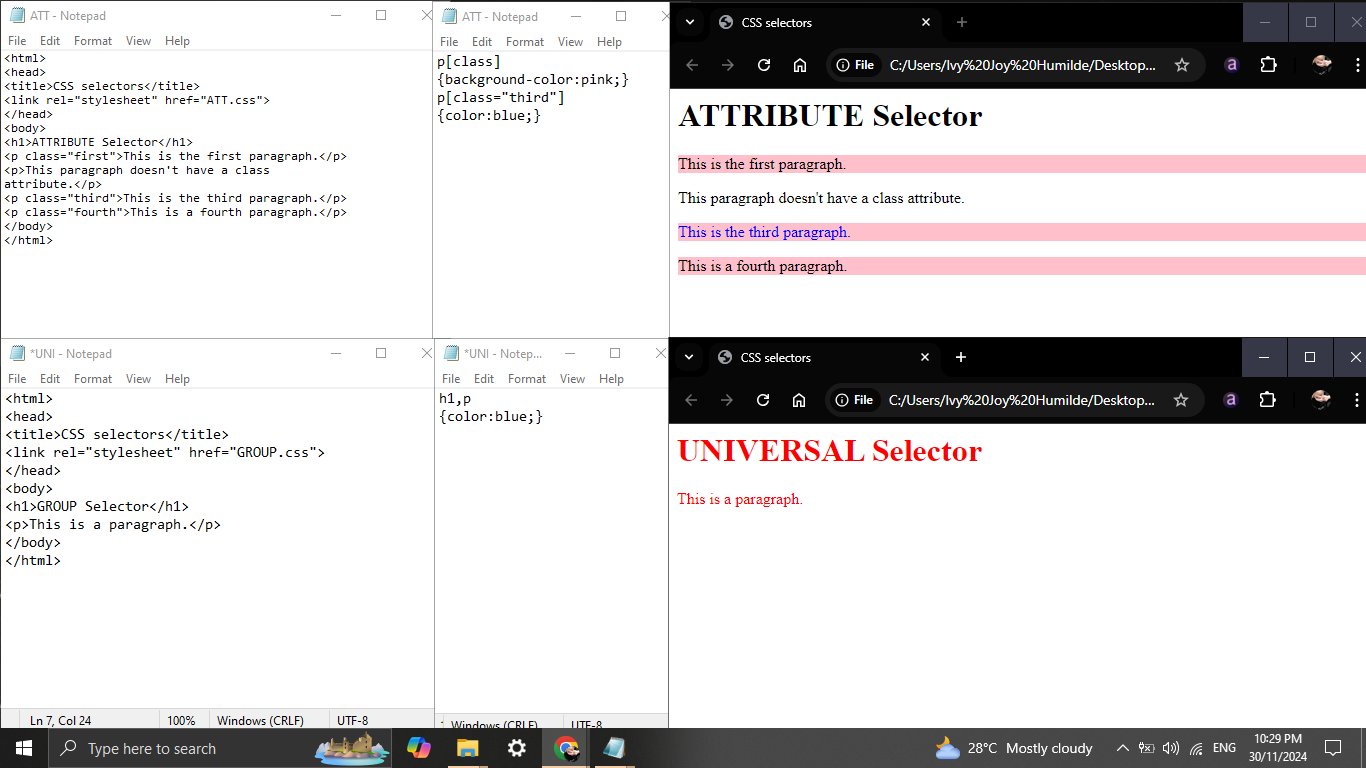 ATT - Notepad
File Edit Format View Help
<html>
<head>
<title>CSS selectors</title>
<link rel="stylesheet" href="ATT.css">
</head>
<body>
<h1>ATTRIBUTE Selector</h1>
<p class="first">This is the first paragraph.</p>
<p>This paragraph doesn't have a class
attribute.</p>
<p class="third">This is the third paragraph.</p>
<p class="fourth">This is a fourth paragraph.</p>
</body>
</html>
ATT - Notepad
File Edit Format View Help
p[class]
{background-color:pink;}
p[class="third"]
{color:blue;}
CSS selectors
File C:/Users/Ivy%20Joy%20Humilde/Desktop...
a
ATTRIBUTE Selector
This is the first paragraph.
This paragraph doesn't have a class attribute.
This is the third paragraph.
This is a fourth paragraph.
*UNI - Notepad
File Edit Format View Help
<html>
<head>
<title>CSS selectors</title>
<link rel="stylesheet" href="GROUP.css">
</head>
<body>
<h1>GROUP Selector</h1>
<p>This is a paragraph.</p>
</body>
</html>
Ln 7, Col 24 100% Windows (CRLF) UTF-8
*UNI - Notep...
File Edit Format View Help
h1,p
{color:blue;}
Windows (CRLF) UTF-8
CSS selectors
File C:/Users/Ivy%20Joy%20Humilde/Desktop...
a
UNIVERSAL Selector
This is a paragraph.
Type here to search
28°C Mostly cloudy
ENG
10:29 PM
30/11/2024